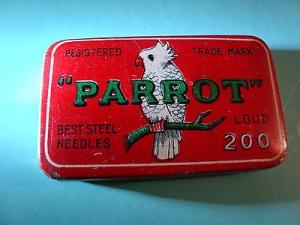 REGISTERED TRADE MARK
"PARROT"
BEST STEEL LOUD
NEEDLES 200